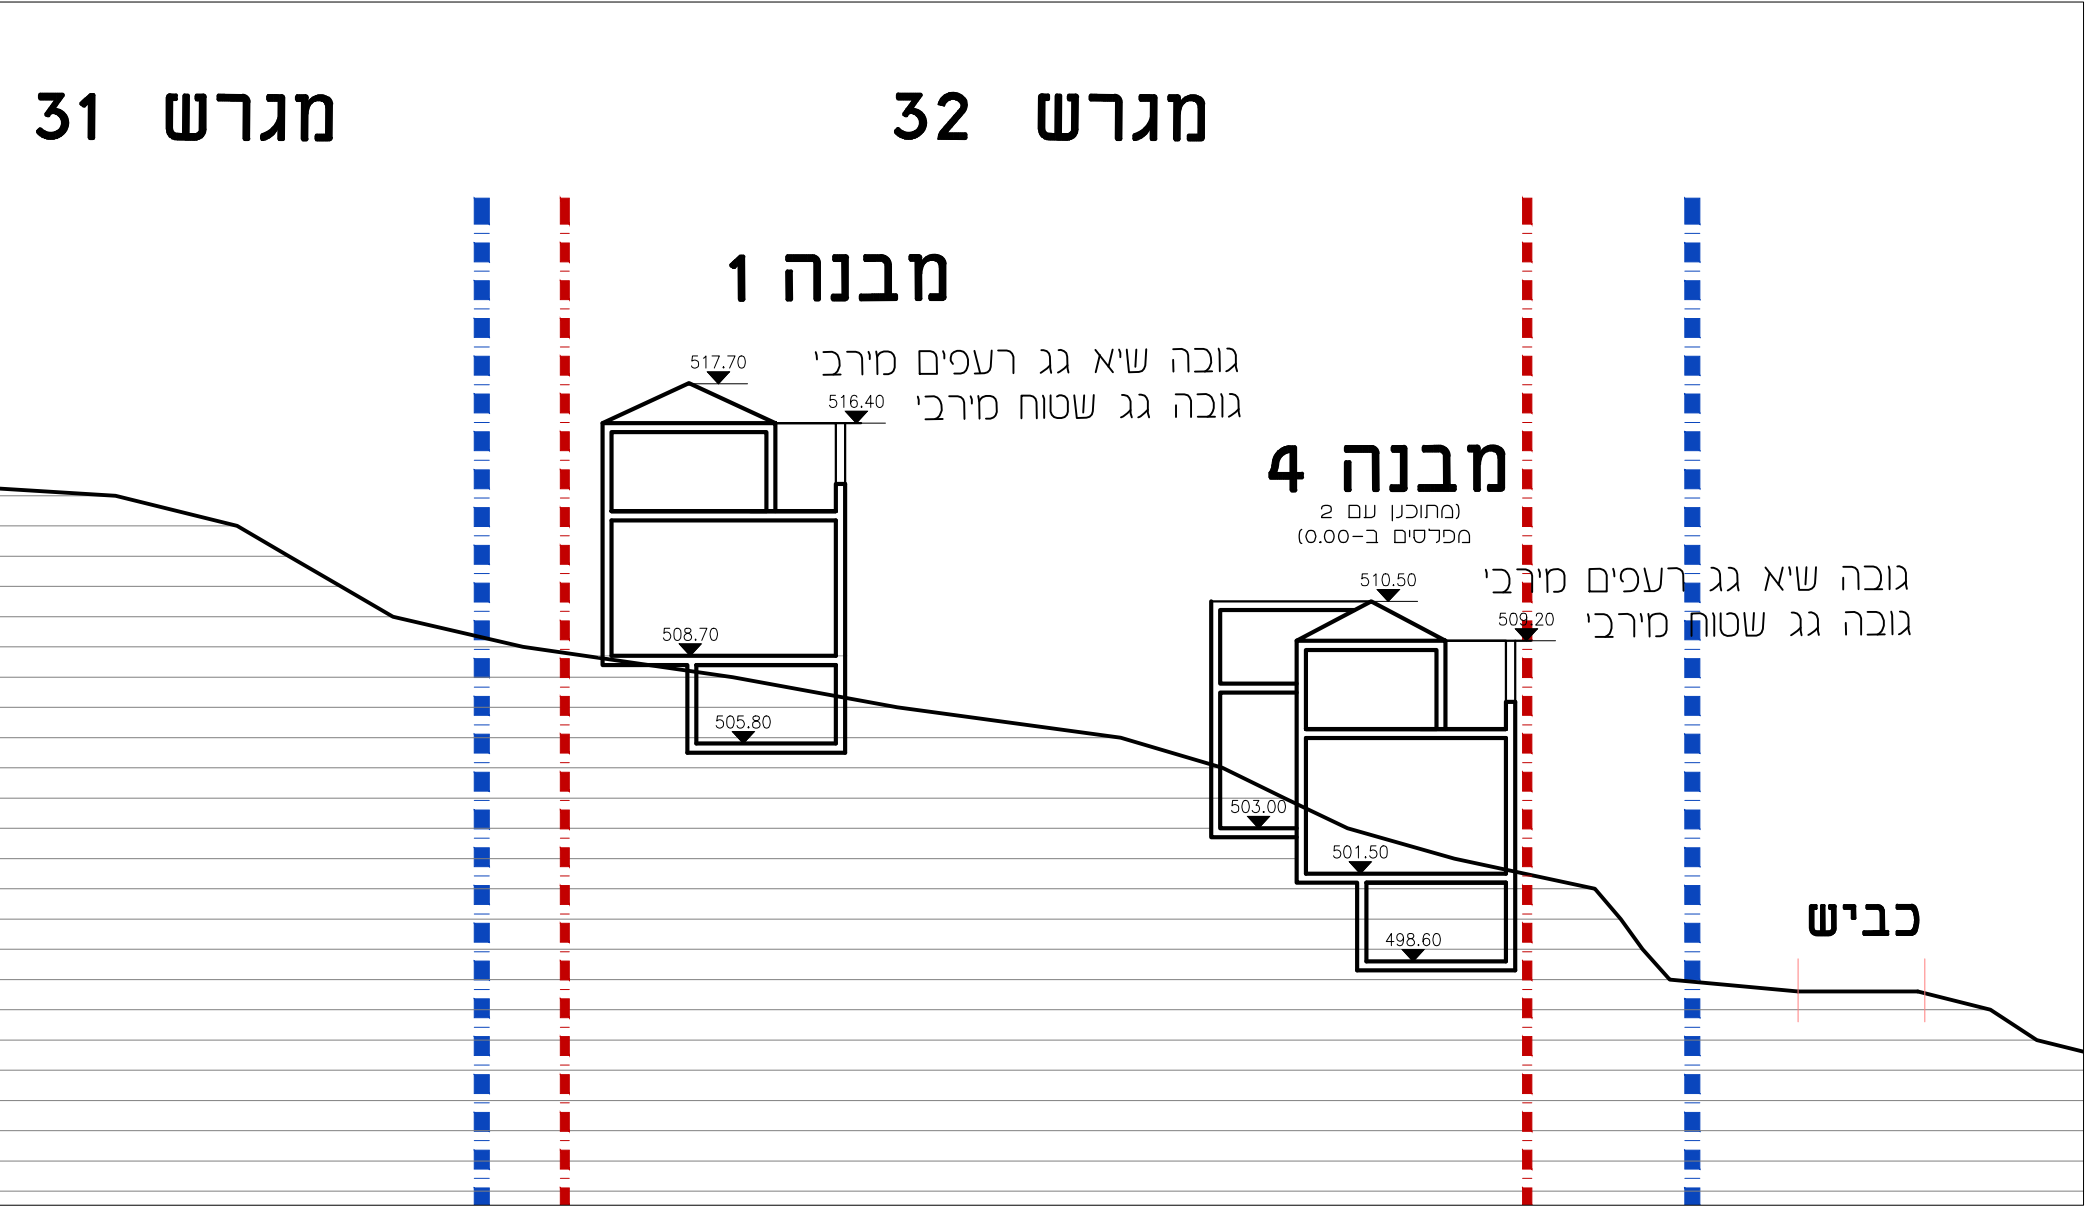 מגרש 32
מגרש 31
מבנה 1
517.70
גובה שיא גג רעפים מירבי
516.40
גובה גג שטוח מירבי
508.70
505.80
מבנה 4
(מתוכנן עם 2
מפלסים ב-0.00)
510.50
גובה שיא גג רעפים מירבי
509.20
גובה גג שטוח מירבי
503.00
501.50
498.60
כביש